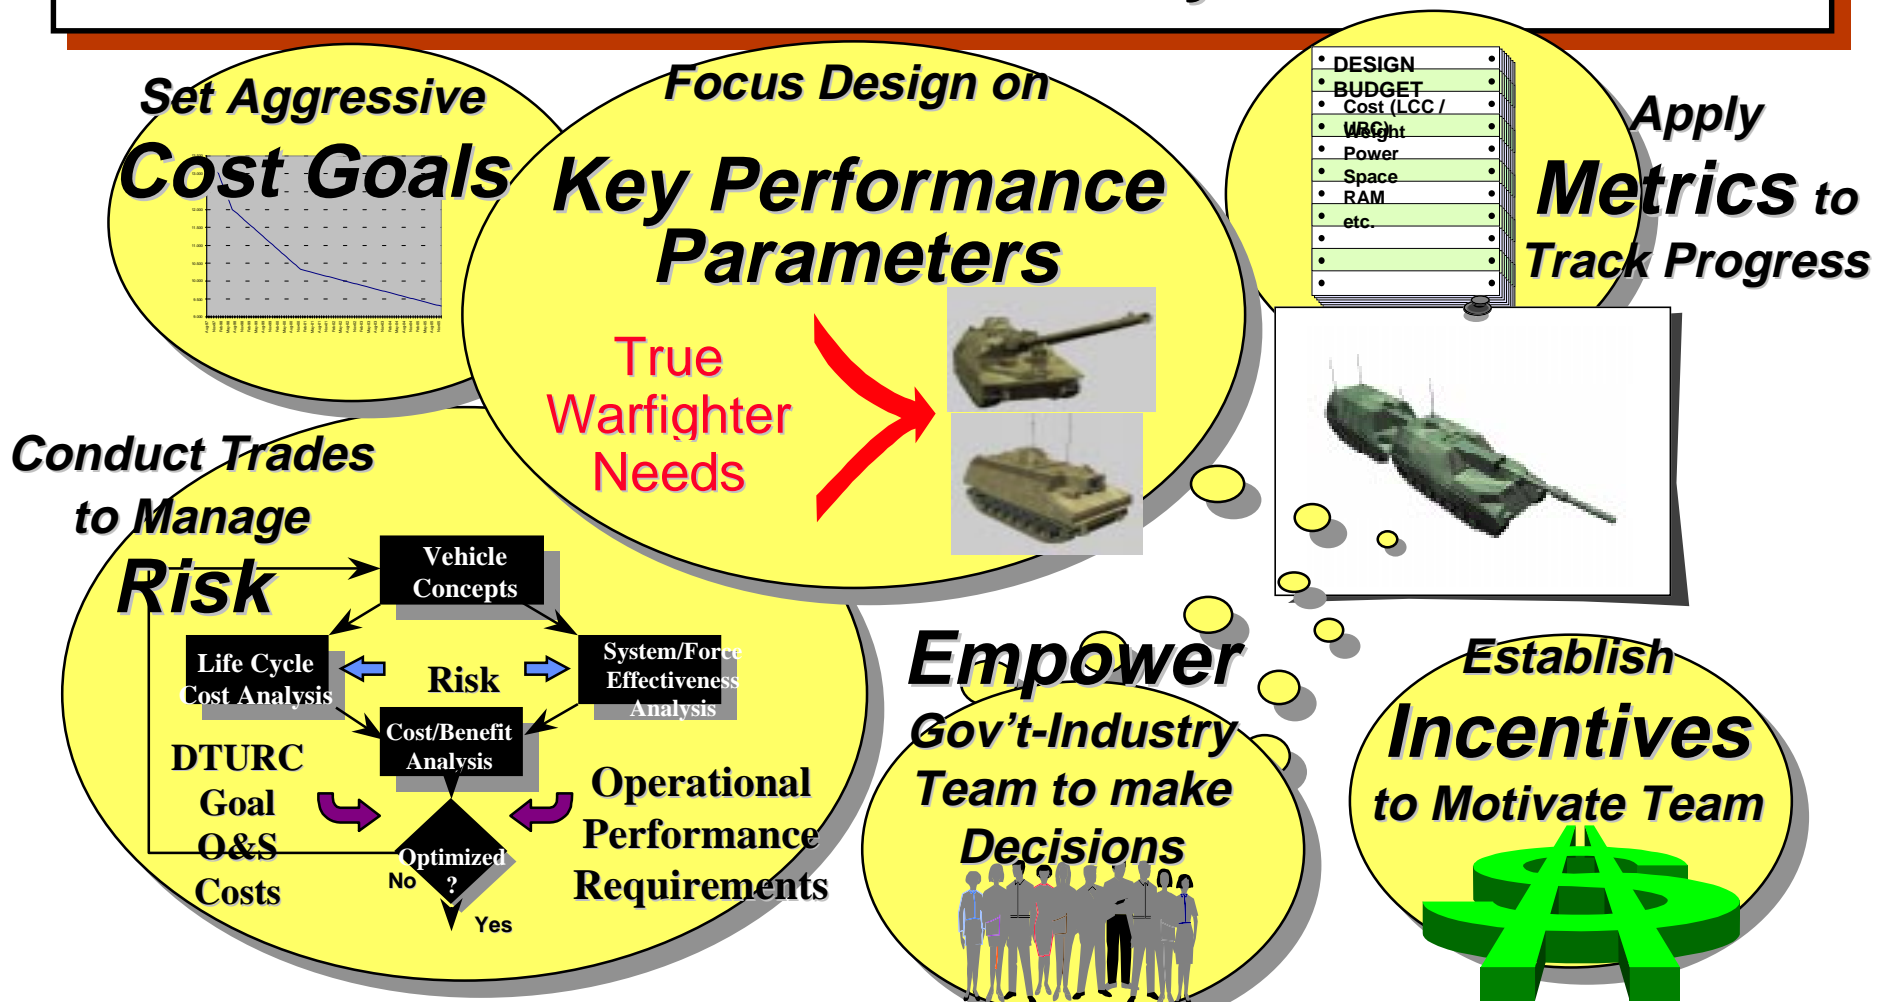 Set Aggressive
Cost Goals
Focus Design on
Key Performance
Parameters
True
Warfighter
Needs
DESIGN
BUDGET
Cost (LCC /
URC)
Weight
Power
Space
RAM
etc.
Apply
Metrics to
Track Progress
Conduct Trades
to Manage
Risk
Vehicle
Concepts
Life Cycle
Cost Analysis
Risk
System/Force
Effectiveness
Analysis
Cost/Benefit
Analysis
DTURC
Goal
O&S
Costs
Operational
Performance
Requirements
Optimized
?
No
Yes
Empower
Gov't-Industry
Team to make
Decisions
Establish
Incentives
to Motivate Team